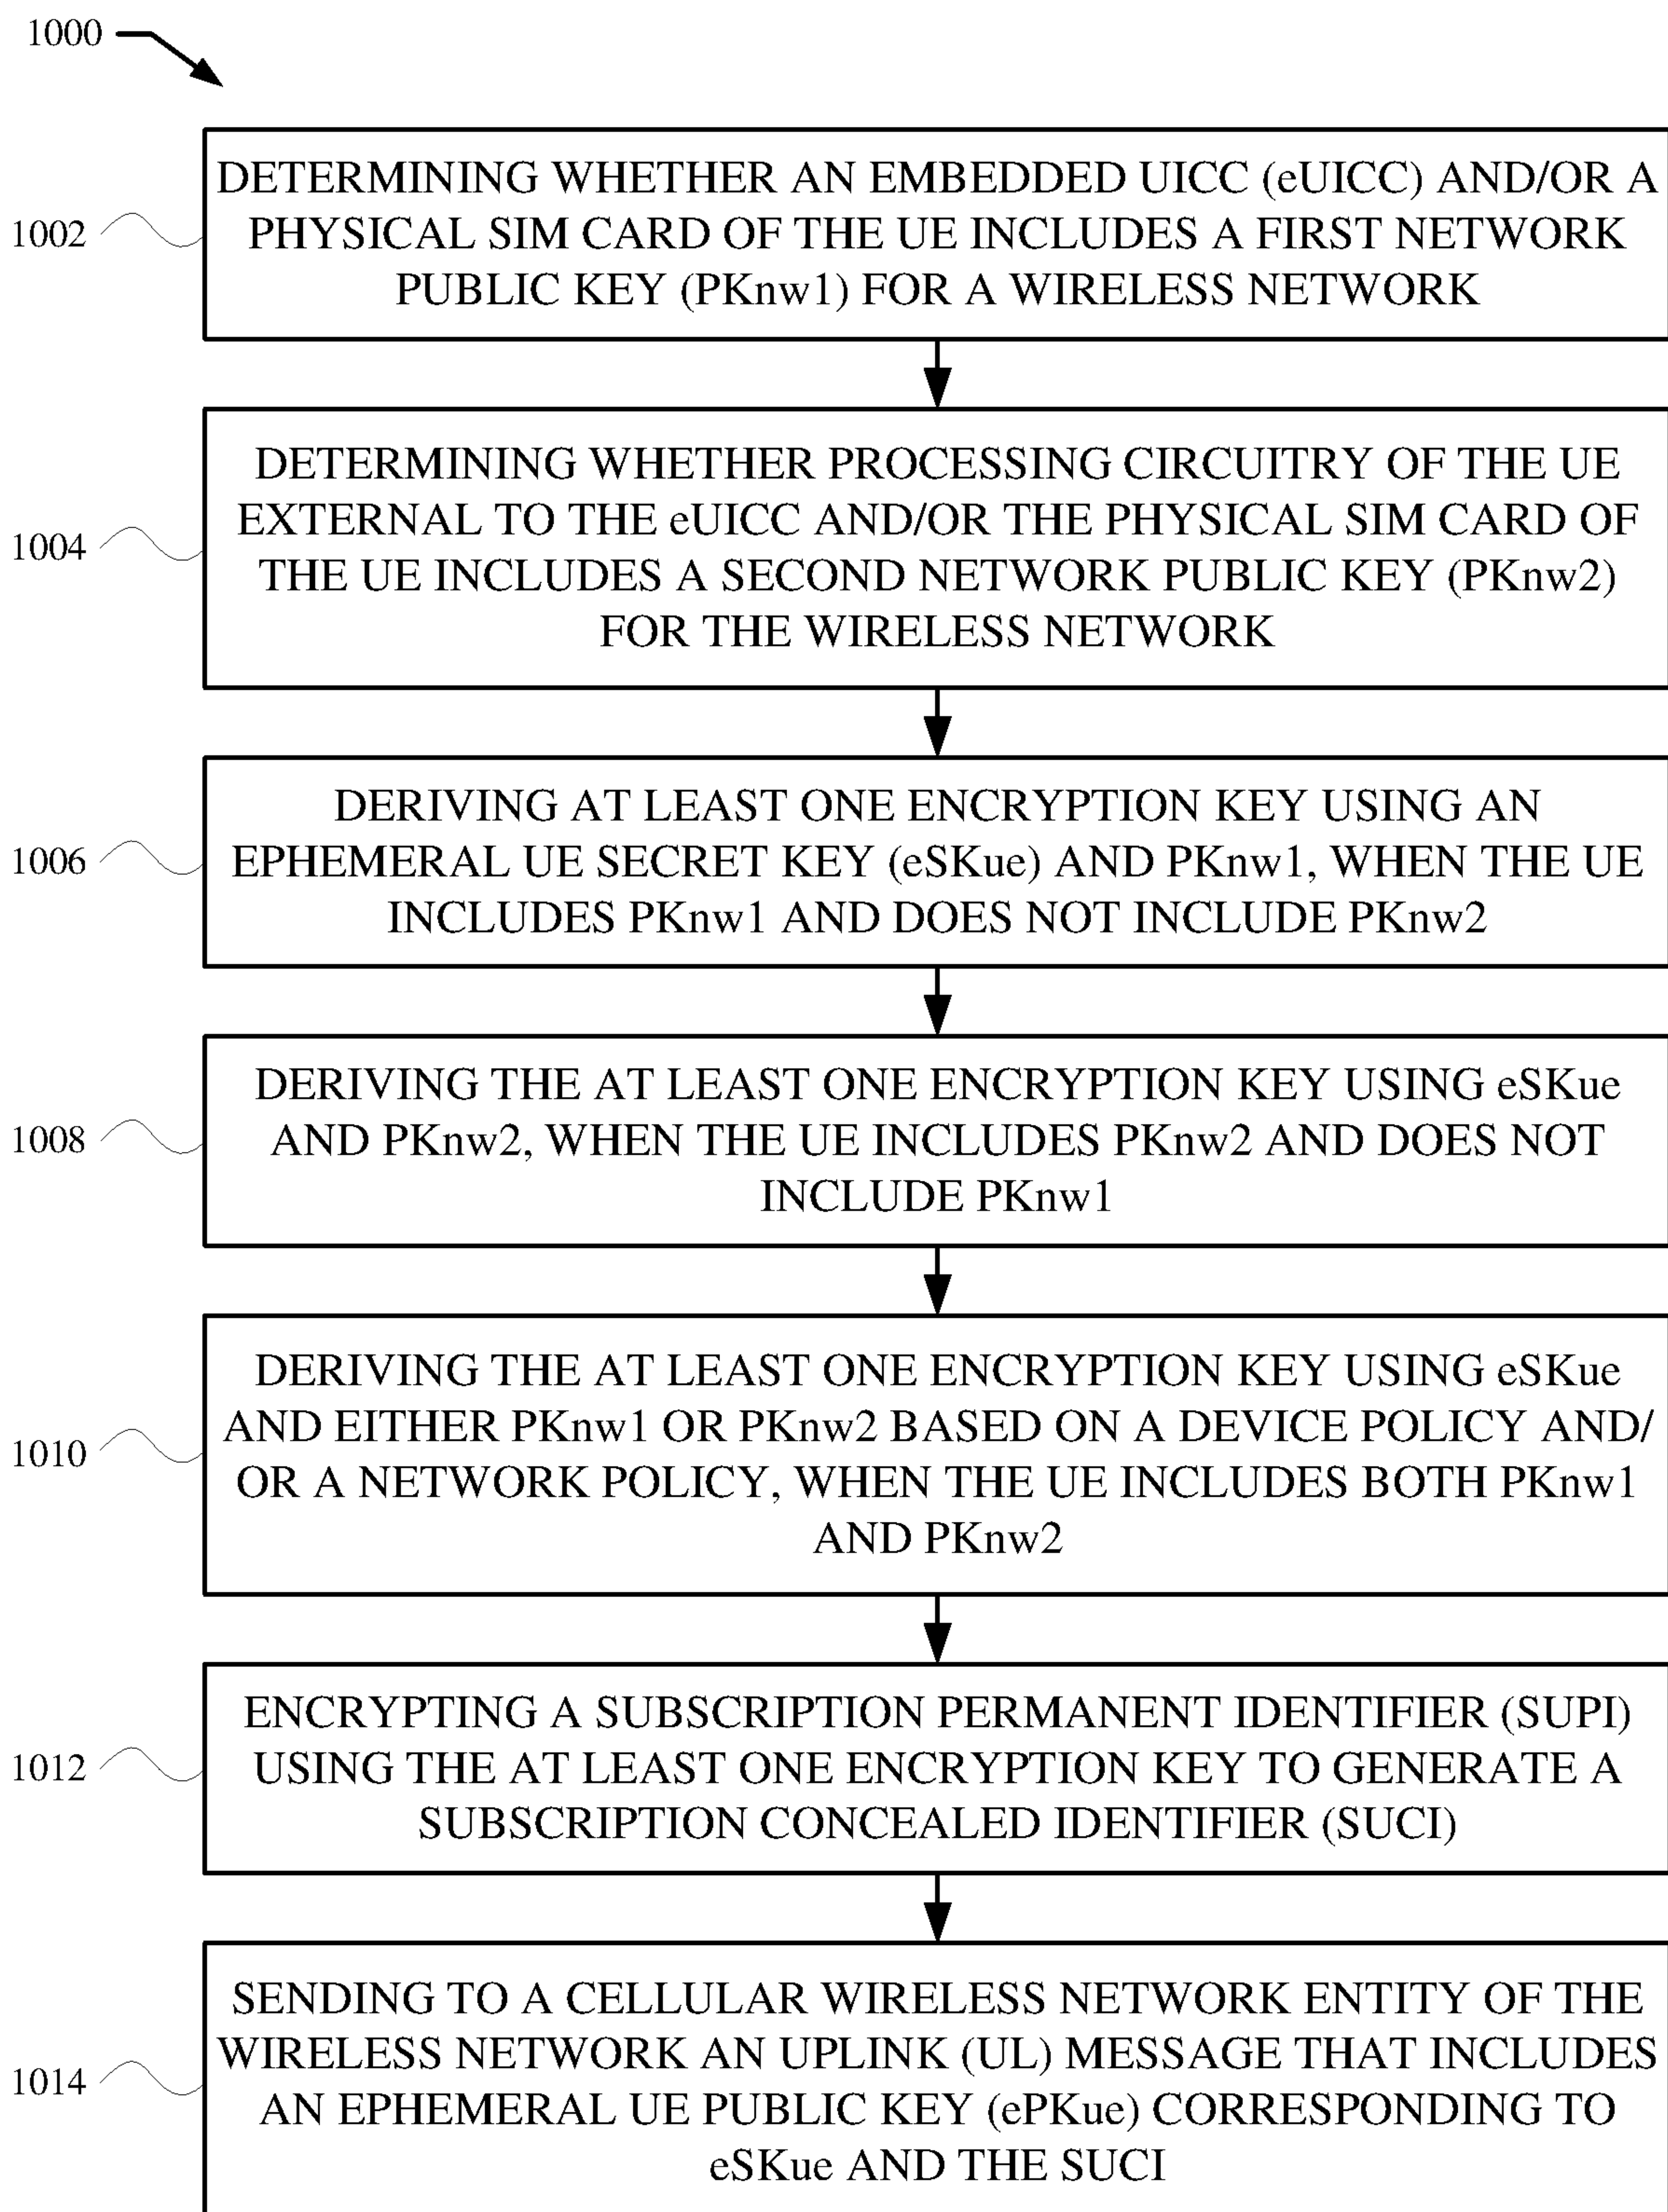 1000
1002
DETERMINING WHETHER AN EMBEDDED UICC (eUICC) AND/OR A
PHYSICAL SIM CARD OF THE UE INCLUDES A FIRST NETWORK
PUBLIC KEY (PKnw1) FOR A WIRELESS NETWORK
1004
DETERMINING WHETHER PROCESSING CIRCUITRY OF THE UE
EXTERNAL TO THE eUICC AND/OR THE PHYSICAL SIM CARD OF
THE UE INCLUDES A SECOND NETWORK PUBLIC KEY (PKnw2)
FOR THE WIRELESS NETWORK
1006
DERIVING AT LEAST ONE ENCRYPTION KEY USING AN
EPHEMERAL UE SECRET KEY (eSKue) AND PKnw1, WHEN THE UE
INCLUDES PKnw1 AND DOES NOT INCLUDE PKnw2
1008
DERIVING THE AT LEAST ONE ENCRYPTION KEY USING eSKue
AND PKnw2, WHEN THE UE INCLUDES PKnw2 AND DOES NOT
INCLUDE PKnw1
1010
DERIVING THE AT LEAST ONE ENCRYPTION KEY USING eSKue
AND EITHER PKnw1 OR PKnw2 BASED ON A DEVICE POLICY AND/
OR A NETWORK POLICY, WHEN THE UE INCLUDES BOTH PKnw1
AND PKnw2
1012
ENCRYPTING A SUBSCRIPTION PERMANENT IDENTIFIER (SUPI)
USING THE AT LEAST ONE ENCRYPTION KEY TO GENERATE A
SUBSCRIPTION CONCEALED IDENTIFIER (SUCI)
1014
SENDING TO A CELLULAR WIRELESS NETWORK ENTITY OF THE
WIRELESS NETWORK AN UPLINK (UL) MESSAGE THAT INCLUDES
AN EPHEMERAL UE PUBLIC KEY (ePKue) CORRESPONDING TO
eSKue AND THE SUCI